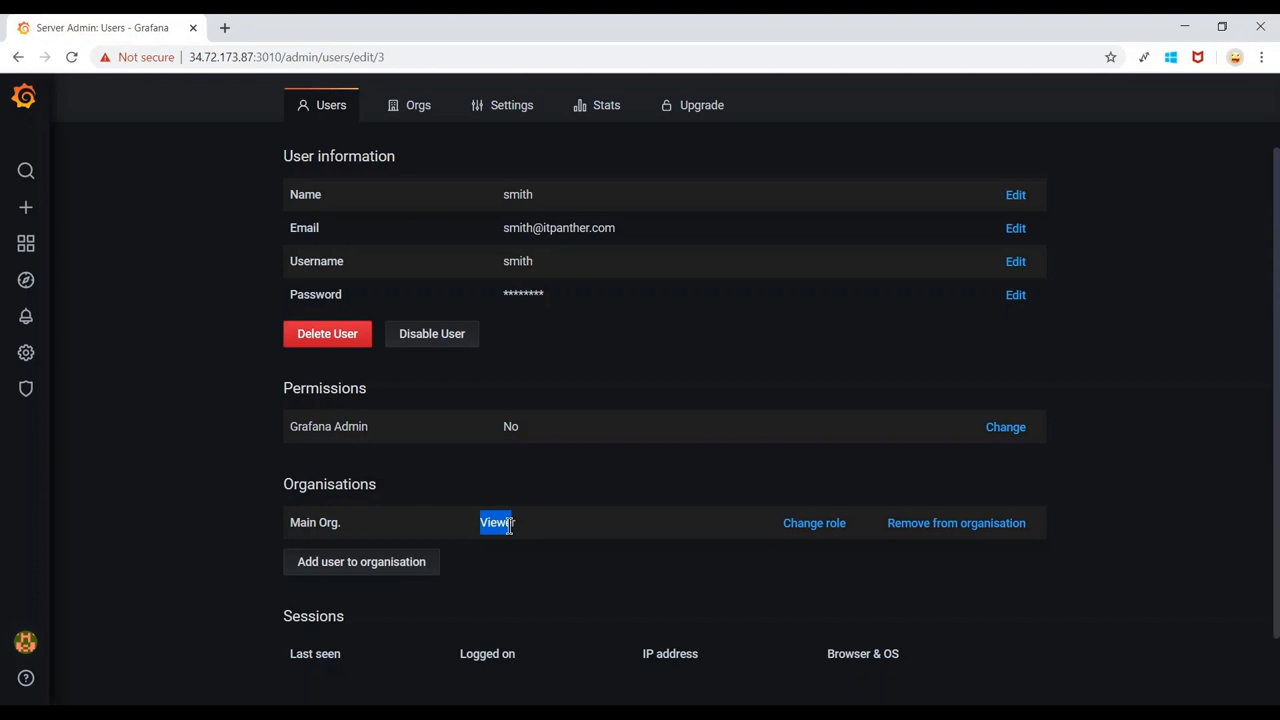 Server Admin: Users - Grafana
Not secure 34.72.173.87:3010/admin/users/edit/3
Users Orgs Settings Stats Upgrade
User information
Name smith Edit
Email smith@itpanther.com Edit
Username smith Edit
Password ******** Edit
Delete User Disable User
Permissions
Grafana Admin No Change
Organisations
Main Org. Viewer Change role Remove from organisation
Add user to organisation
Sessions
Last seen Logged on IP address Browser & OS